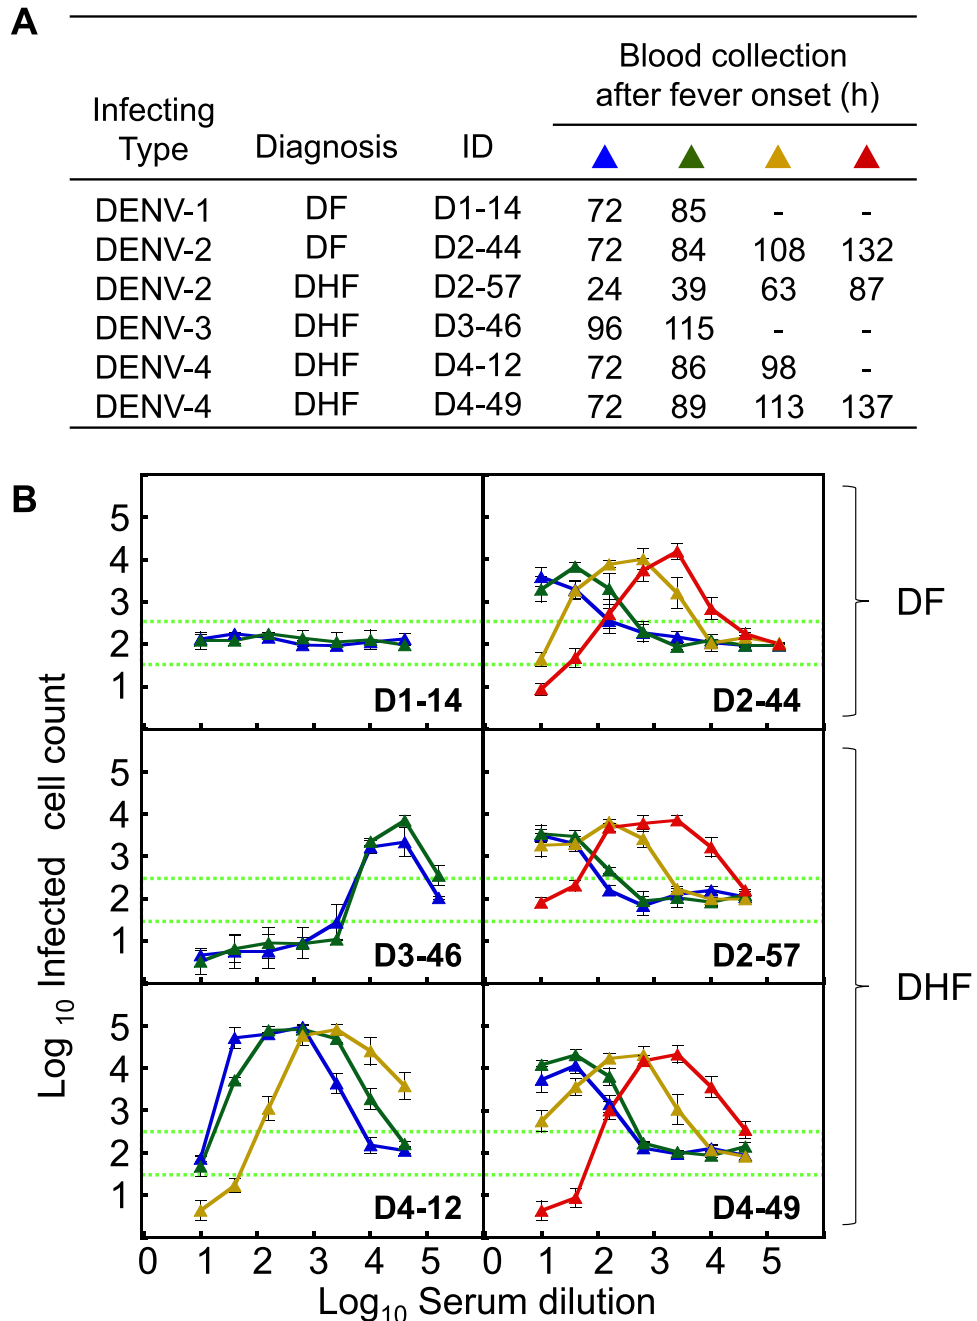 A
Blood collection
after fever onset (h)
Infecting
Type Diagnosis ID
DENV-1 DF D1-14 72 85 - -
DENV-2 DF D2-44 72 84 108 132
DENV-2 DHF D2-57 24 39 63 87
DENV-3 DHF D3-46 96 115 - -
DENV-4 DHF D4-12 72 86 98 -
DENV-4 DHF D4-49 72 89 113 137
B
5
4
3
2
1
D1-14
D2-44
DF
5
4
3
2
1
D3-46
D2-57
DHF
5
4
3
2
1
D4-12
D4-49
0 1 2 3 4 5 0 1 2 3 4 5
Log10 Serum dilution
Log 10 Infected cell count